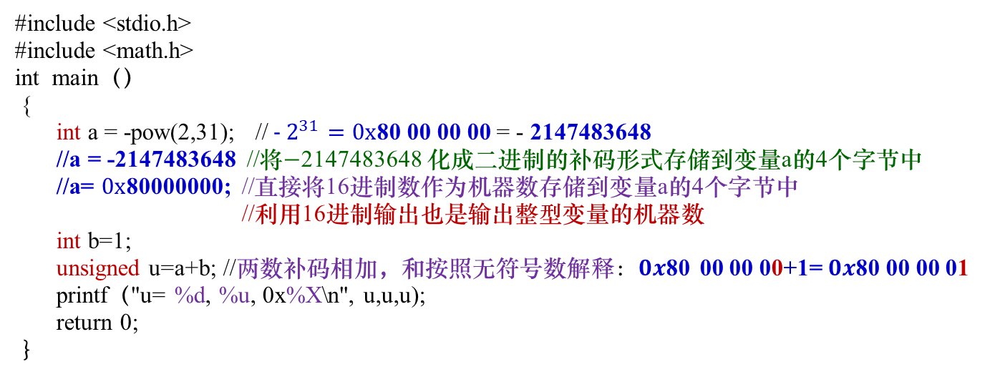 #include <stdio.h>
#include <math.h>
int main ()
{
int a = -pow(2,31); // - 2³¹ = 0x80 00 00 00 = - 2147483648
//a = -2147483648 //将−2147483648 化成二进制的补码形式存储到变量a的4个字节中
//a= 0x80000000; //直接将16进制数作为机器数存储到变量a的4个字节中
//利用16进制输出也是输出整型变量的机器数
int b=1;
unsigned u=a+b; //两数补码相加，和按照无符号数解释：0x80 00 00 00+1= 0x80 00 00 01
printf ("u= %d, %u, 0x%X\n", u,u,u);
return 0;
}